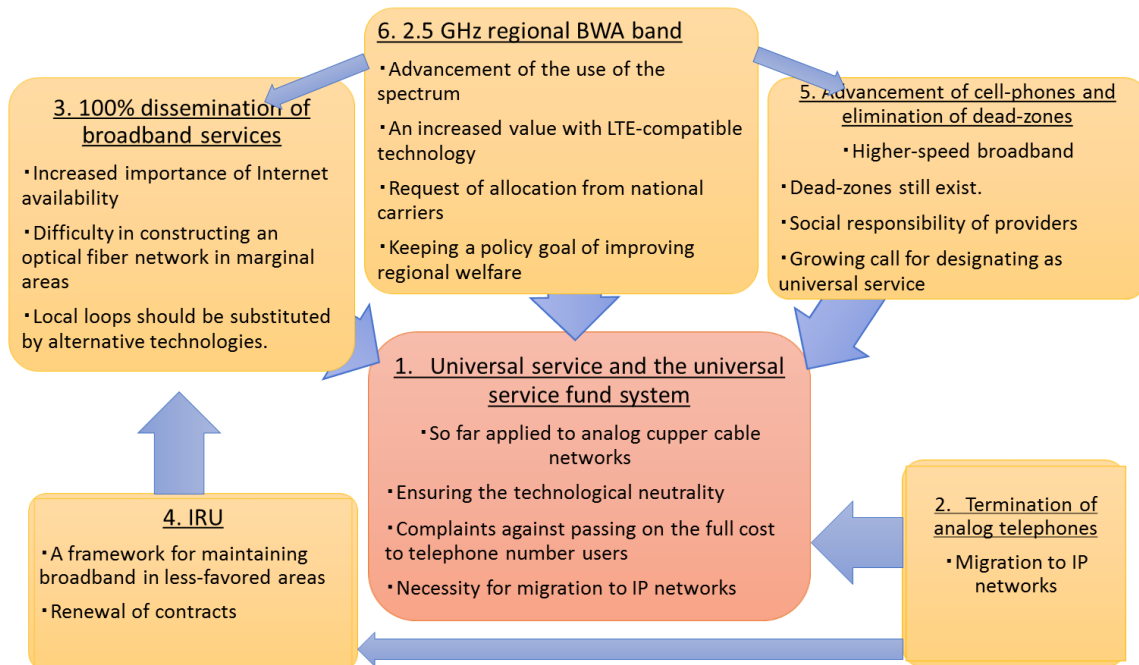 6. 2.5 GHz regional BWA band
・Advancement of the use of the
spectrum
・An increased value with LTE-compatible
technology
・Request of allocation from national
carriers
・Keeping a policy goal of improving
regional welfare
3. 100% dissemination of
broadband services
・Increased importance of Internet
availability
・Difficulty in constructing an
optical fiber network in marginal
areas
・Local loops should be substituted
by alternative technologies.
5. Advancement of cell-phones and
elimination of dead-zones
・Higher-speed broadband
・Dead-zones still exist.
・Social responsibility of providers
・Growing call for designating as
universal service
1. Universal service and the universal
service fund system
・So far applied to analog cupper cable
networks
・Ensuring the technological neutrality
・Complaints against passing on the full cost
to telephone number users
・Necessity for migration to IP networks
4. IRU
・A framework for maintaining
broadband in less-favored areas
・Renewal of contracts
2. Termination of
analog telephones
・Migration to IP
networks